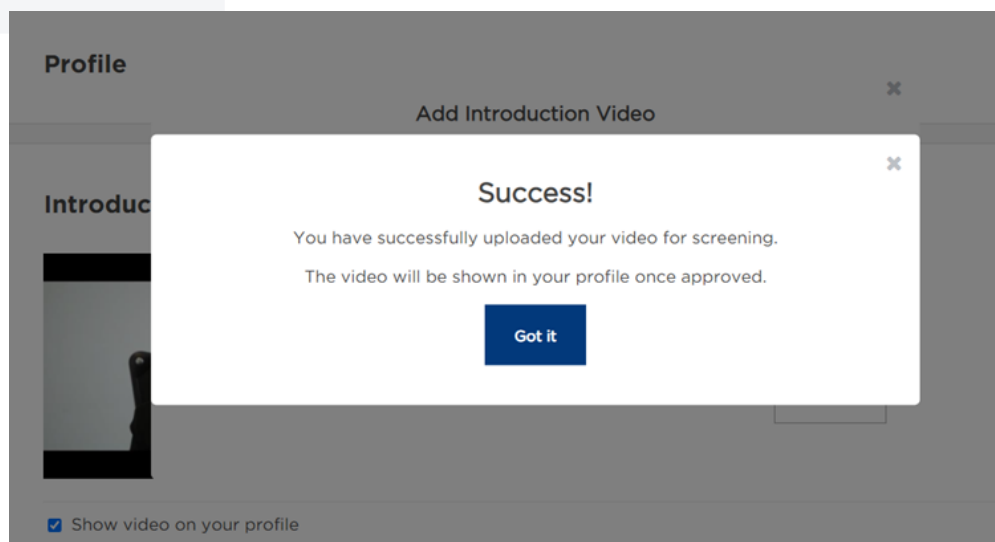 Profile
Add Introduction Video
Success!
Introduc
You have successfully uploaded your video for screening.
The video will be shown in your profile once approved.
Got it
Show video on your profile